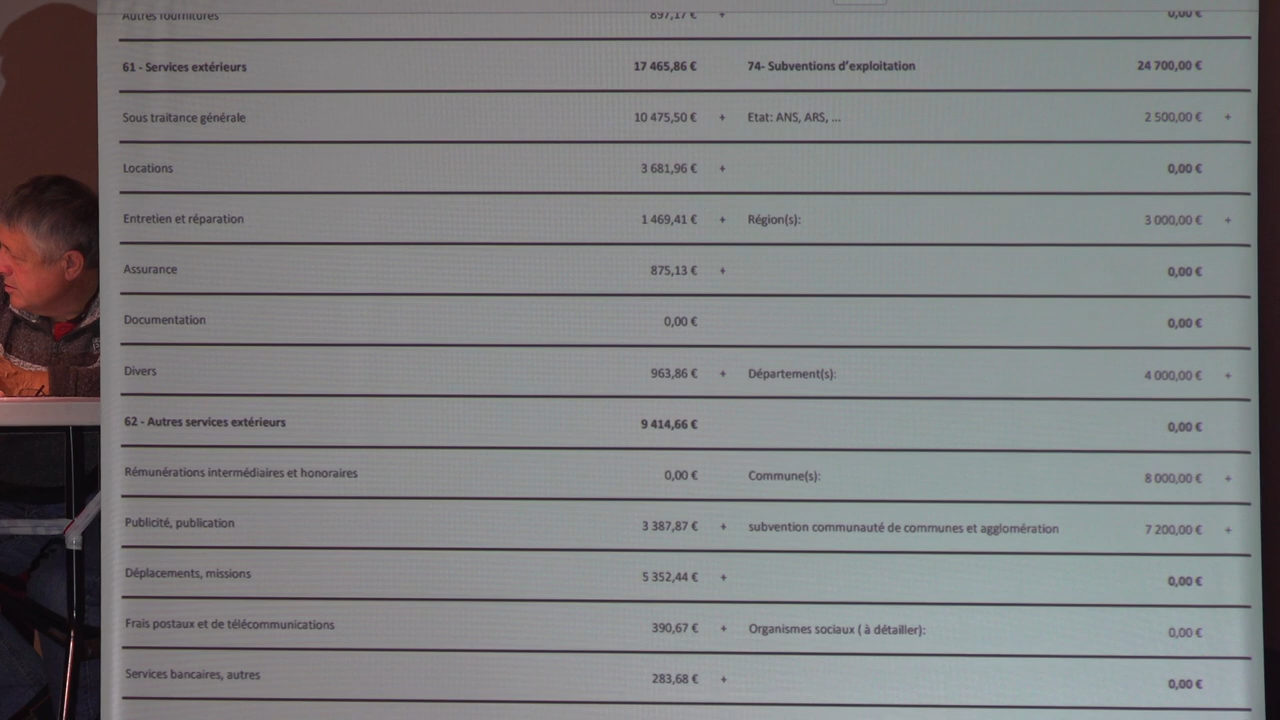 Autres fournitures 897,17 € + 0,00 €
61 - Services extérieurs 17 465,86 € 74- Subventions d'exploitation 24 700,00 €
Sous traitance générale 10 475,50 € + Etat: ANS, ARS, ... 2 500,00 € +
Locations 3 681,96 € + 0,00 €
Entretien et réparation 1 469,41 € + Région(s): 3 000,00 € +
Assurance 875,13 € + 0,00 €
Documentation 0,00 € 0,00 €
Divers 963,86 € + Département(s): 4 000,00 € +
62 - Autres services extérieurs 9 414,66 € 0,00 €
Rémunérations intermédiaires et honoraires 0,00 € Commune(s): 8 000,00 € +
Publicité, publication 3 387,87 € + subvention communauté de communes et agglomération 7 200,00 € +
Déplacements, missions 5 352,44 € + 0,00 €
Frais postaux et de télécommunications 390,67 € + Organismes sociaux ( à détailler): 0,00 €
Services bancaires, autres 283,68 € + 0,00 €